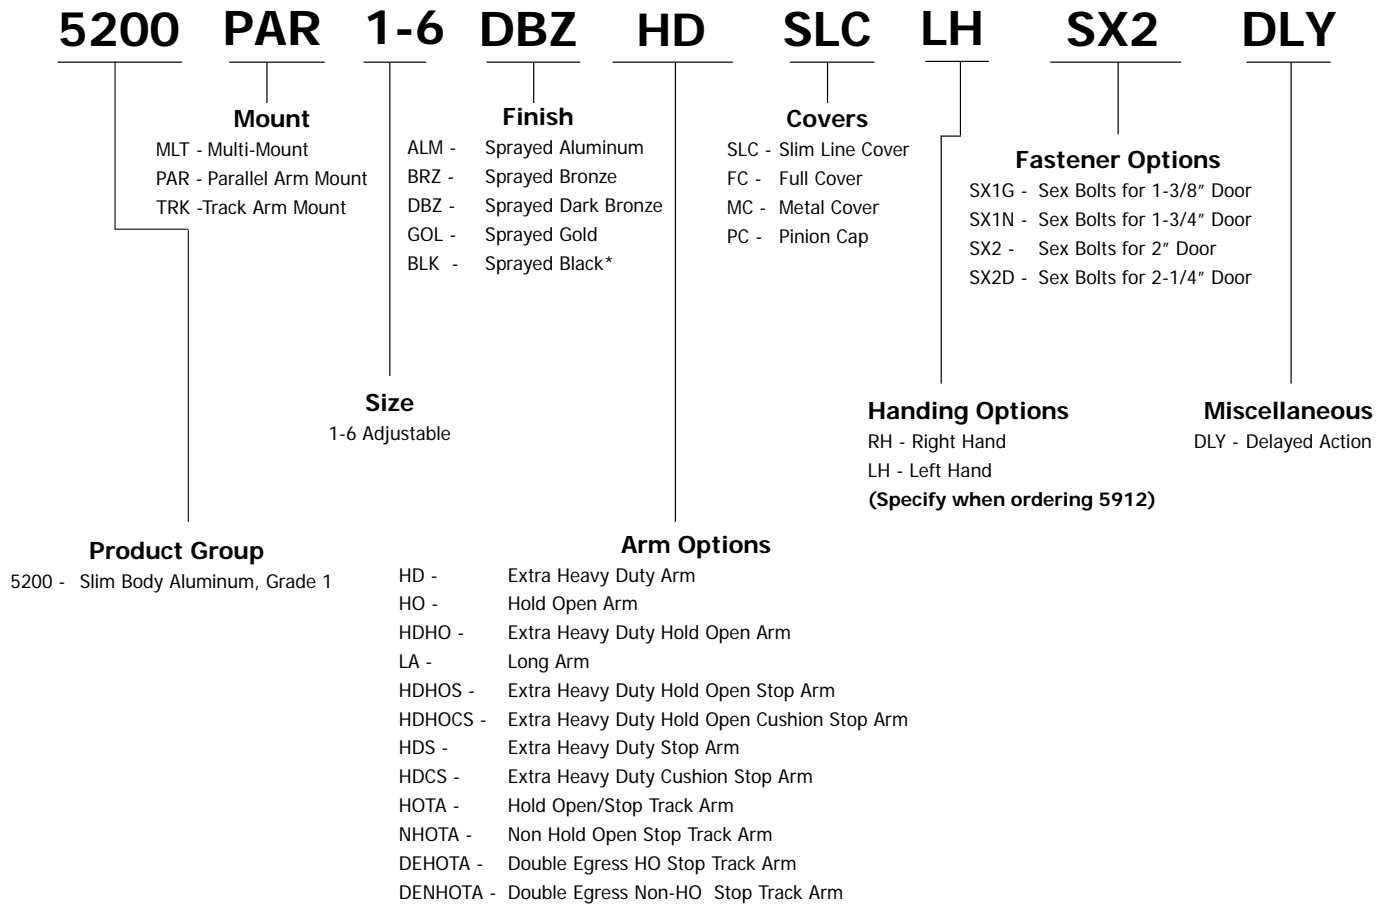 5200 PAR 1-6 DBZ HD SLC LH SX2 DLY
Mount
MLT - Multi-Mount
PAR - Parallel Arm Mount
TRK -Track Arm Mount
Finish
ALM - Sprayed Aluminum
BRZ - Sprayed Bronze
DBZ - Sprayed Dark Bronze
GOL - Sprayed Gold
BLK - Sprayed Black*
Covers
SLC - Slim Line Cover
FC - Full Cover
MC - Metal Cover
PC - Pinion Cap
Fastener Options
SX1G - Sex Bolts for 1-3/8" Door
SX1N - Sex Bolts for 1-3/4" Door
SX2 - Sex Bolts for 2" Door
SX2D - Sex Bolts for 2-1/4" Door
Size
1-6 Adjustable
Handing Options
RH - Right Hand
LH - Left Hand
(Specify when ordering 5912)
Miscellaneous
DLY - Delayed Action
Product Group
5200 - Slim Body Aluminum, Grade 1
Arm Options
HD - Extra Heavy Duty Arm
HO - Hold Open Arm
HDHO - Extra Heavy Duty Hold Open Arm
LA - Long Arm
HDHOS - Extra Heavy Duty Hold Open Stop Arm
HDHOCS - Extra Heavy Duty Hold Open Cushion Stop Arm
HDS - Extra Heavy Duty Stop Arm
HDCS - Extra Heavy Duty Cushion Stop Arm
HOTA - Hold Open/Stop Track Arm
NHOTA - Non Hold Open Stop Track Arm
DEHOTA - Double Egress HO Stop Track Arm
DENHOTA - Double Egress Non-HO Stop Track Arm